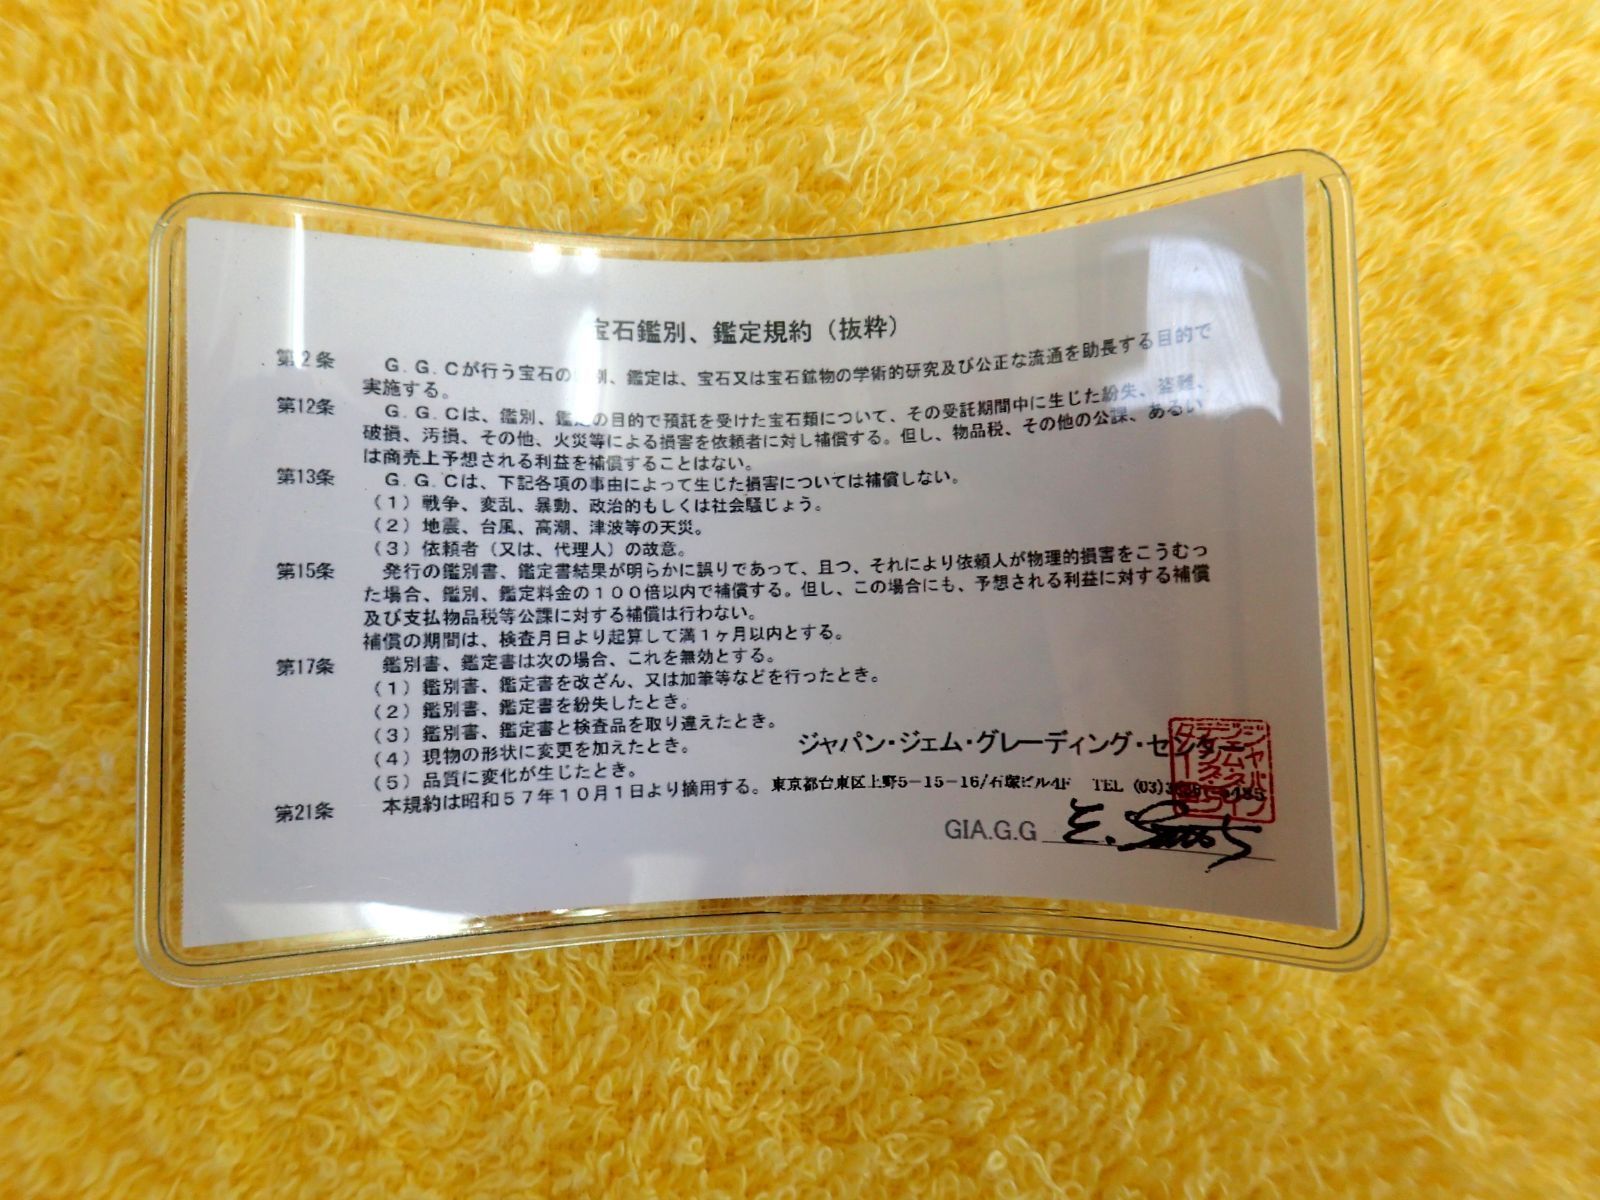 宝石鑑別、鑑定規約（抜粋）
第2条 G.G.Cが行う宝石の 別、鑑定は、宝石又は宝石鉱物の学術的研究及び公正な流通を助長する目的で
実施する。
第12条 G.G.Cは、鑑別、鑑定の目的で預託を受けた宝石類について、その受託期間中に生じた紛失、盗難、
破損、汚損、その他、火災等による損害を依頼者に対し補償する。但し、物品税、その他の公課、あるい
は商売上予想される利益を補償することはない。
第13条 G.G.Cは、下記各項の事由によって生じた損害については補償しない。
（1）戦争、変乱、暴動、政治的もしくは社会騒じょう。
（2）地震、台風、高潮、津波等の天災。
（3）依頼者（又は、代理人）の故意。
第15条 発行の鑑別書、鑑定書結果が明らかに誤りであって、且つ、それにより依頼人が物理的損害をこうむっ
た場合、鑑別、鑑定料金の100倍以内で補償する。但し、この場合にも、予想される利益に対する補償
及び支払物品税等公課に対する補償は行わない。
補償の期間は、検査月日より起算して満1ヶ月以内とする。
第17条 鑑別書、鑑定書は次の場合、これを無効とする。
（1）鑑別書、鑑定書を改ざん、又は加筆等などを行ったとき。
（2）鑑別書、鑑定書を紛失したとき。
（3）鑑別書、鑑定書と検査品を取り違えたとき。
（4）現物の形状に変更を加えたとき。
（5）品質に変化が生じたとき。
第21条 本規約は昭和57年10月1日より摘用する。
ジャパン・ジェム・グレーディング・センター
東京都台東区上野5-15-16/石塚ビル4F TEL (03)
GIA.G.G